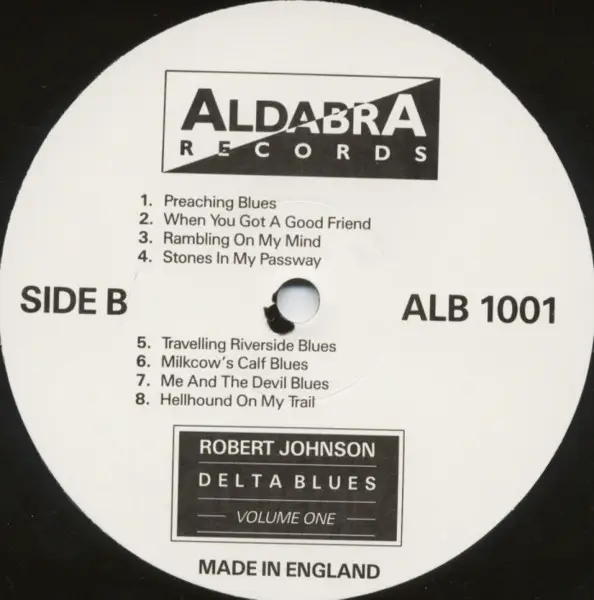 ALDABRA
RECORDS
1. Preaching Blues
2. When You Got A Good Friend
3. Rambling On My Mind
4. Stones In My Passway
SIDE B
ALB 1001
5. Travelling Riverside Blues
6. Milkcow's Calf Blues
7. Me And The Devil Blues
8. Hellhound On My Trail
ROBERT JOHNSON
DELTA BLUES
VOLUME ONE
MADE IN ENGLAND